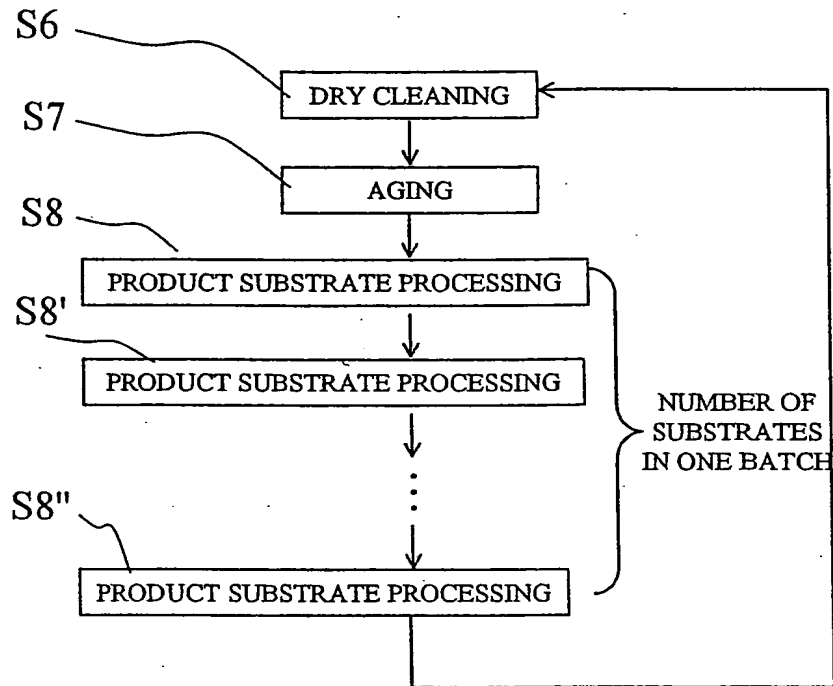 S6
DRY CLEANING
S7
AGING
S8
PRODUCT SUBSTRATE PROCESSING
S8'
PRODUCT SUBSTRATE PROCESSING
NUMBER OF
SUBSTRATES
IN ONE BATCH
S8"
PRODUCT SUBSTRATE PROCESSING